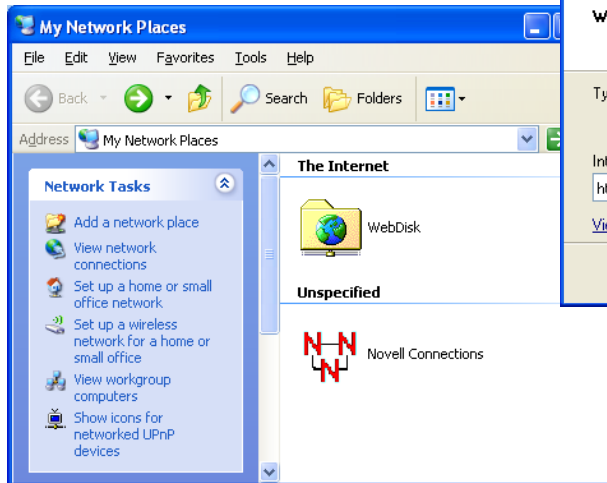 My Network Places
File Edit View Favorites Tools Help
Back Search Folders
Address My Network Places
Network Tasks
Add a network place
View network
connections
Set up a home or small
office network
Set up a wireless
network for a home or
small office
View workgroup
computers
Show icons for
networked UPnP
devices
The Internet
WebDisk
Unspecified
N N
N
Novell Connections